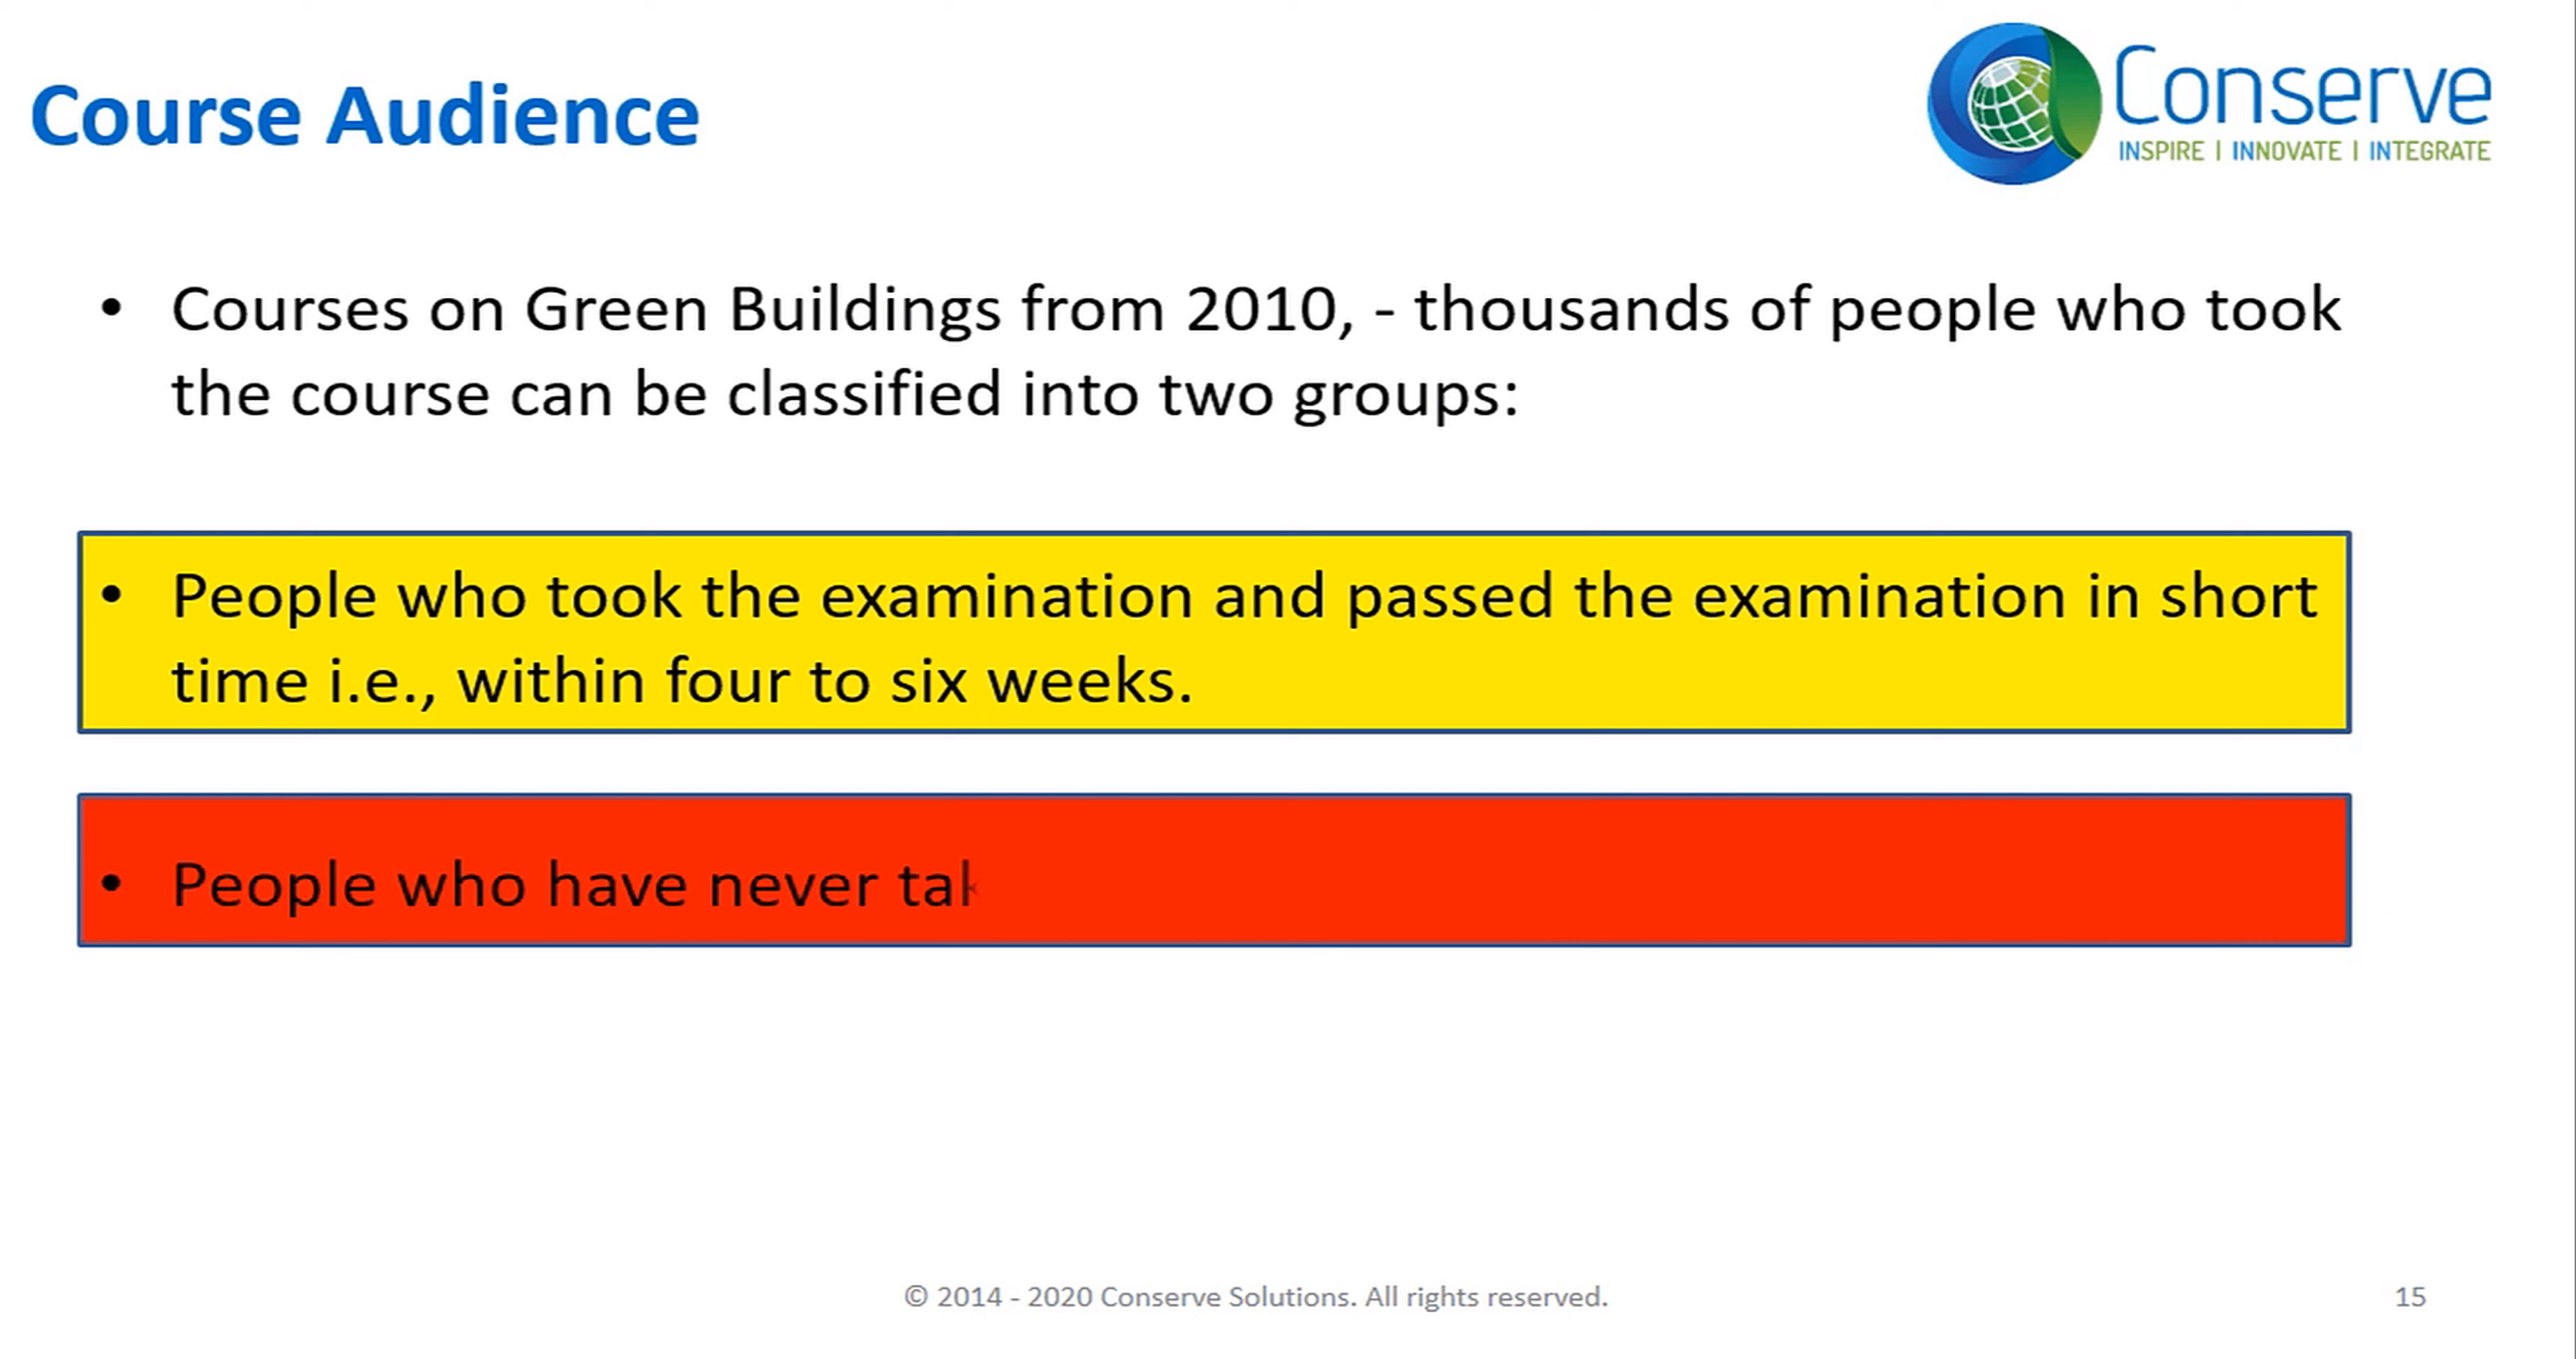 Course Audience
Conserve
INSPIRE | INNOVATE | INTEGRATE
• Courses on Green Buildings from 2010, - thousands of people who took
the course can be classified into two groups:
• People who took the examination and passed the examination in short
time i.e., within four to six weeks.
• People who have never
© 2014 - 2020 Conserve Solutions. All rights reserved.
15